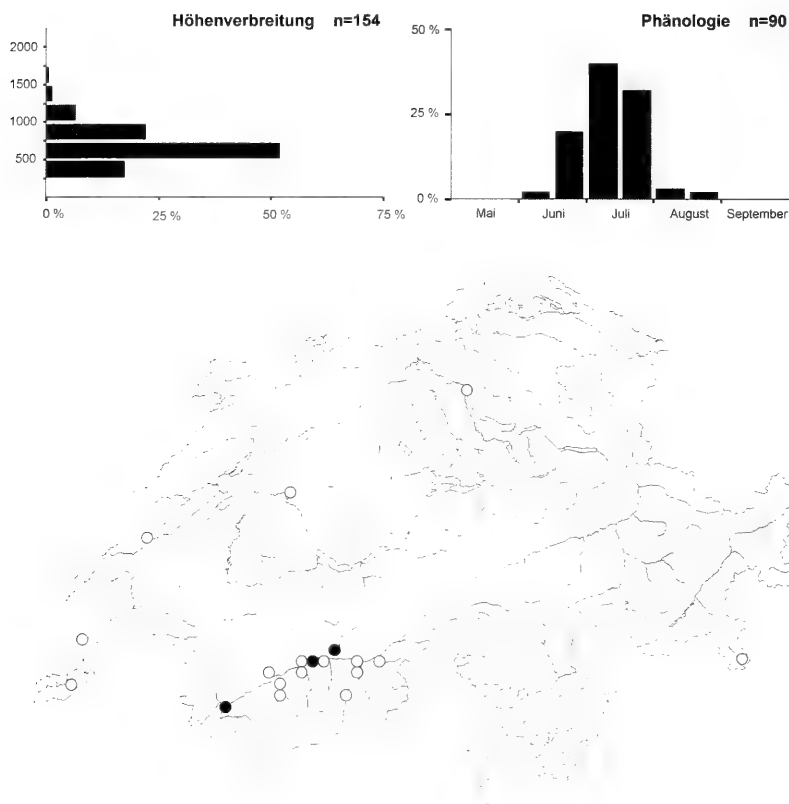 Höhenverbreitung n=154
2000
1500
1000
500
0 %
25 %
50 %
75 %
Phänologie n=90
50 %
25 %
0 %
Mai
Juni
Juli
August
September